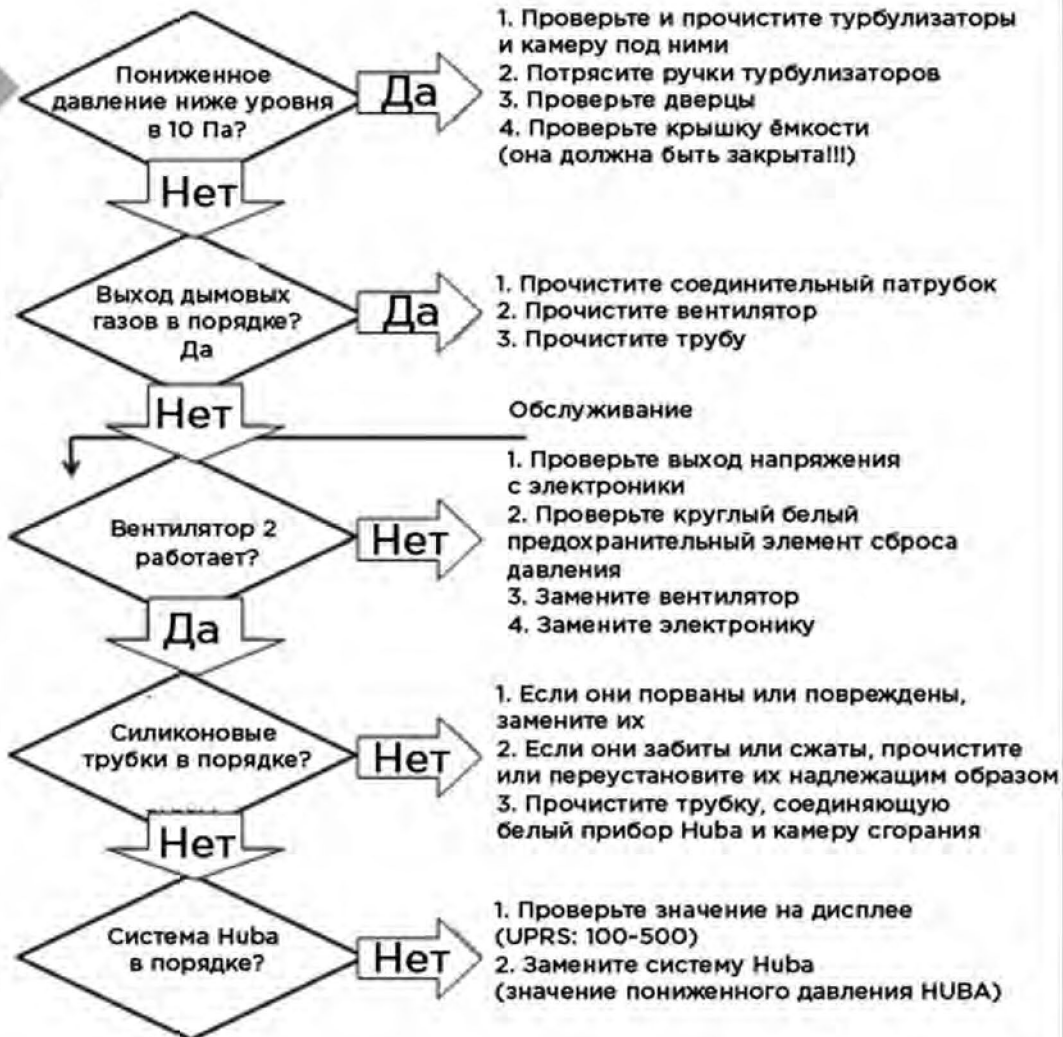 Пониженное
давление ниже уровня
в 10 Па?
Да
1. Проверьте и прочистите турбулизаторы
и камеру под ними
2. Потрясите ручки турбулизаторов
3. Проверьте дверцы
4. Проверьте крышку ёмкости
(она должна быть закрыта!!!)
Нет
Выход дымовых
газов в порядке?
Да
Да
1. Прочистите соединительный патрубок
2. Прочистите вентилятор
3. Прочистите трубу
Нет
Обслуживание
Вентилятор 2
работает?
Нет
1. Проверьте выход напряжения
с электроники
2. Проверьте круглый белый
предохранительный элемент сброса
давления
3. Замените вентилятор
4. Замените электронику
Да
Силиконовые
трубки в порядке?
Нет
1. Если они порваны или повреждены,
замените их
2. Если они забиты или сжаты, прочистите
или переустановите их надлежащим образом
3. Прочистите трубку, соединяющую
белый прибор Huba и камеру сгорания
Нет
Система Huba
в порядке?
Нет
1. Проверьте значение на дисплее
(UPRS: 100-500)
2. Замените систему Huba
(значение пониженного давления HUBA)